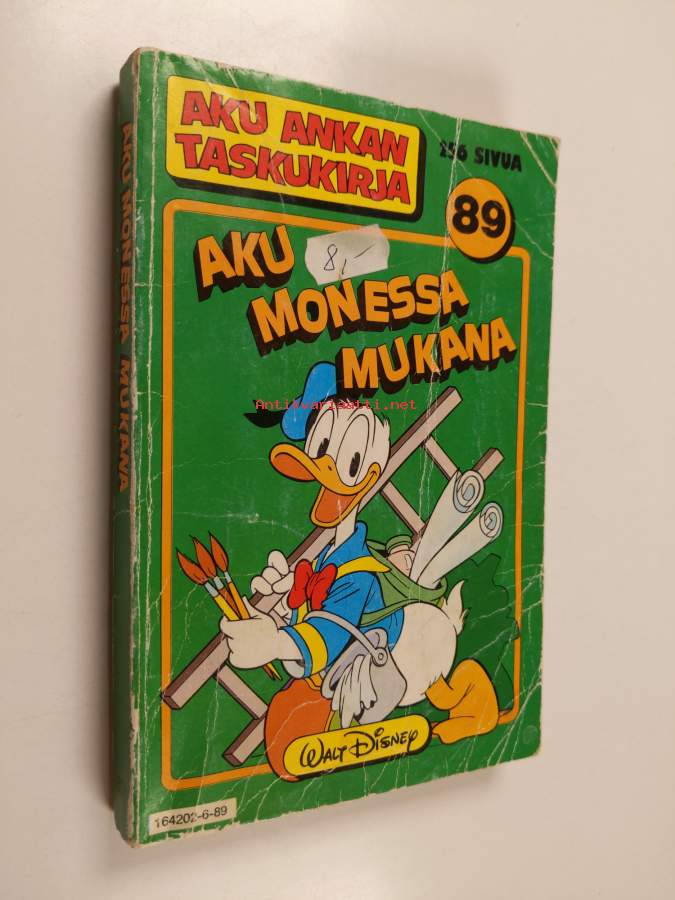 AKU ANKAN
TASKUKIRJA
256 SIVUA
89
AKU
8,-
MONESSA
MUKANA
Antikvariaatti.net
WALT DISNEY
164202-6-89
AKU MONESSA MUKANA